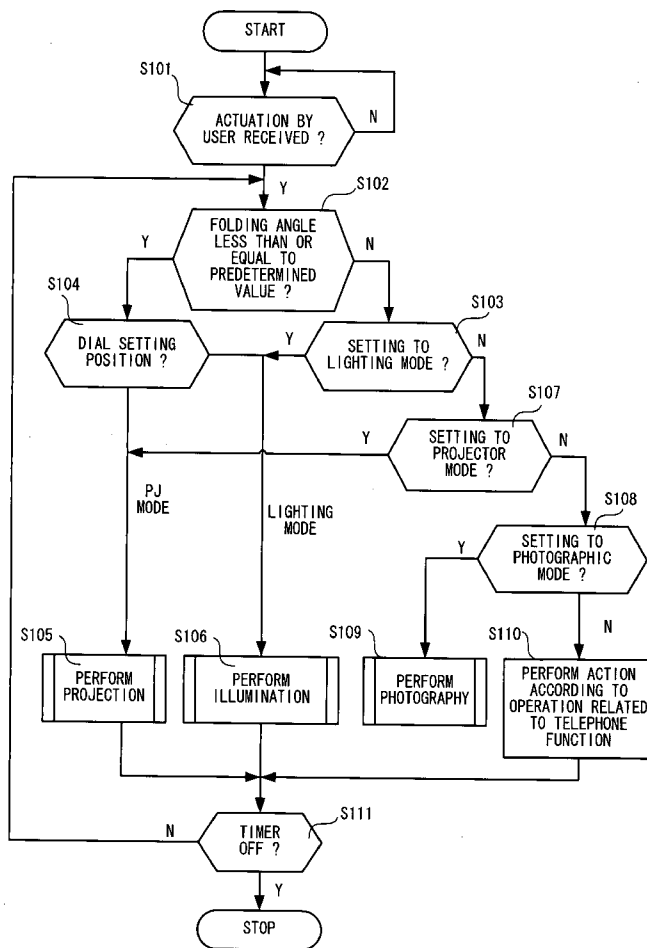 START
S101
ACTUATION BY
USER RECEIVED ?
N
Y
S102
FOLDING ANGLE
LESS THAN OR
EQUAL TO
PREDETERMINED
VALUE ?
Y
N
S104
DIAL SETTING
POSITION ?
S103
SETTING TO
LIGHTING MODE ?
Y
N
S107
SETTING TO
PROJECTOR
MODE ?
Y
N
PJ
MODE
LIGHTING
MODE
S108
SETTING TO
PHOTOGRAPHIC
MODE ?
Y
N
S105
PERFORM
PROJECTION
S106
PERFORM
ILLUMINATION
S109
PERFORM
PHOTOGRAPHY
S110
PERFORM ACTION
ACCORDING TO
OPERATION RELATED
TO TELEPHONE
FUNCTION
S111
TIMER
OFF ?
N
Y
STOP